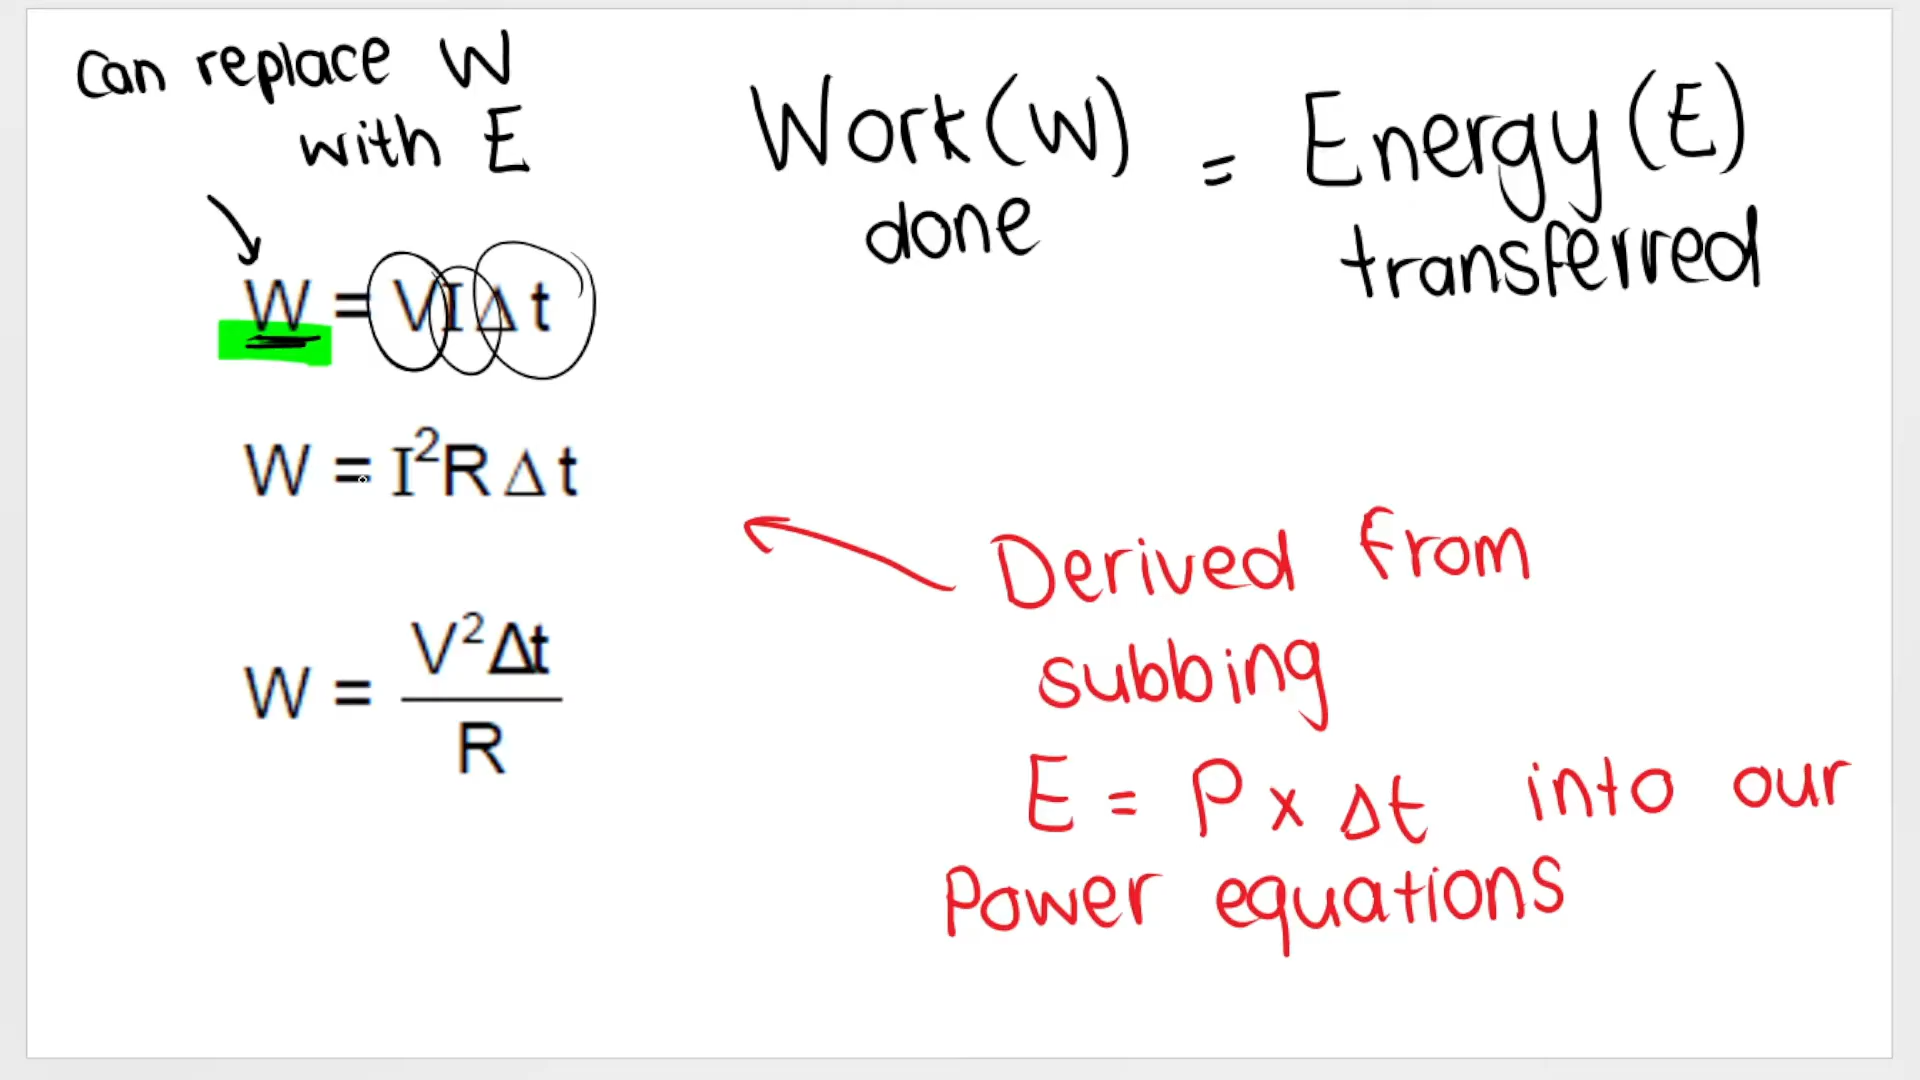 Can replace W
with E
Work (W) = Energy (E)
done transferred
W = VIΔt
W = I²RΔt
W = V²Δt
R
Derived from
subbing
E = P x Δt into our
Power equations